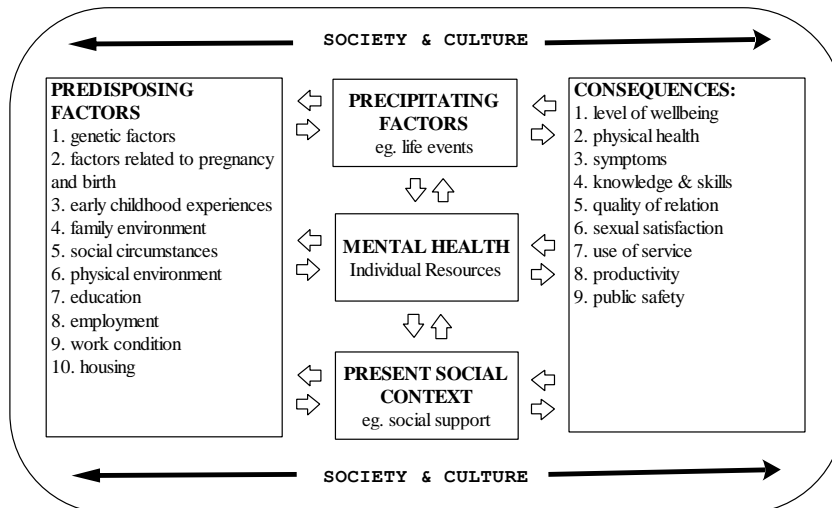 SOCIETY & CULTURE
PREDISPOSING
FACTORS
1. genetic factors
2. factors related to pregnancy
and birth
3. early childhood experiences
4. family environment
5. social circumstances
6. physical environment
7. education
8. employment
9. work condition
10. housing
PRECIPITATING
FACTORS
eg. life events
MENTAL HEALTH
Individual Resources
PRESENT SOCIAL
CONTEXT
eg. social support
CONSEQUENCES:
1. level of wellbeing
2. physical health
3. symptoms
4. knowledge & skills
5. quality of relation
6. sexual satisfaction
7. use of service
8. productivity
9. public safety
SOCIETY & CULTURE